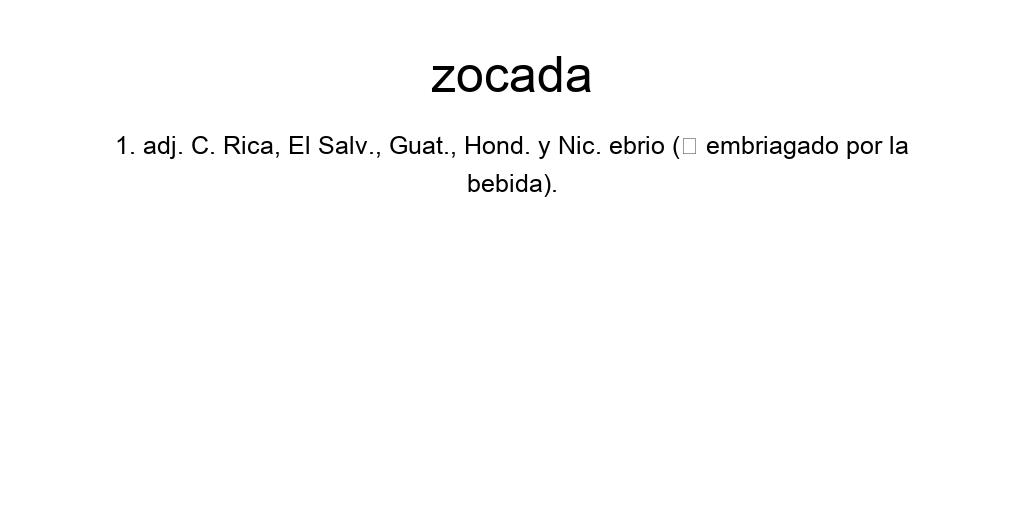 zocada
1. adj. C. Rica, El Salv., Guat., Hond. y Nic. ebrio (▯ embriagado por la
bebida).